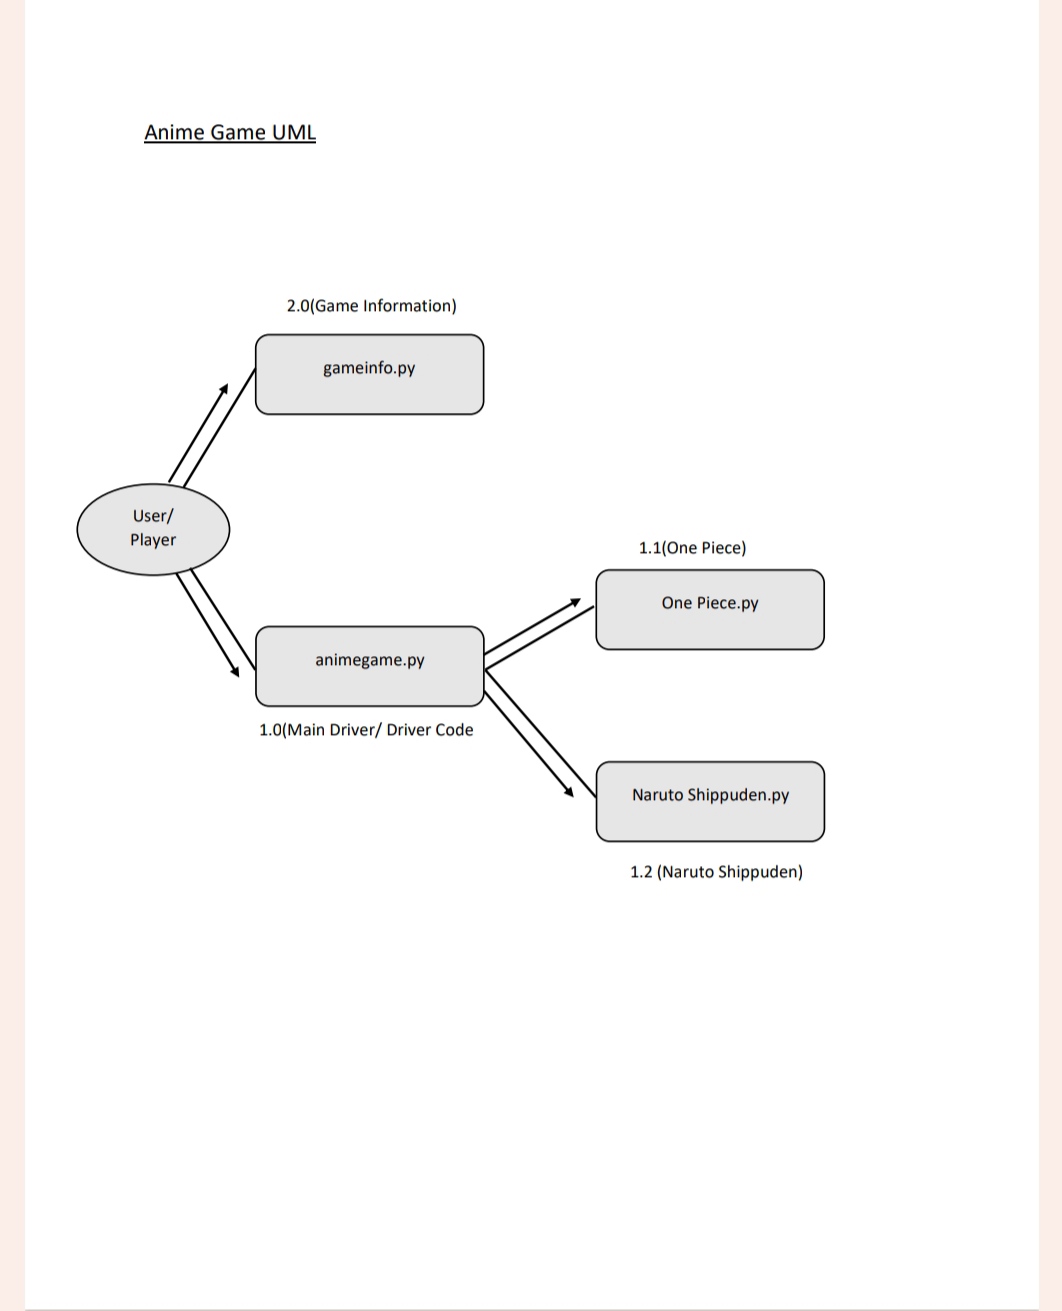 Anime Game UML
2.0(Game Information)
gameinfo.py
User/
Player
1.1(One Piece)
One Piece.py
animegame.py
1.0(Main Driver/ Driver Code
Naruto Shippuden.py
1.2 (Naruto Shippuden)